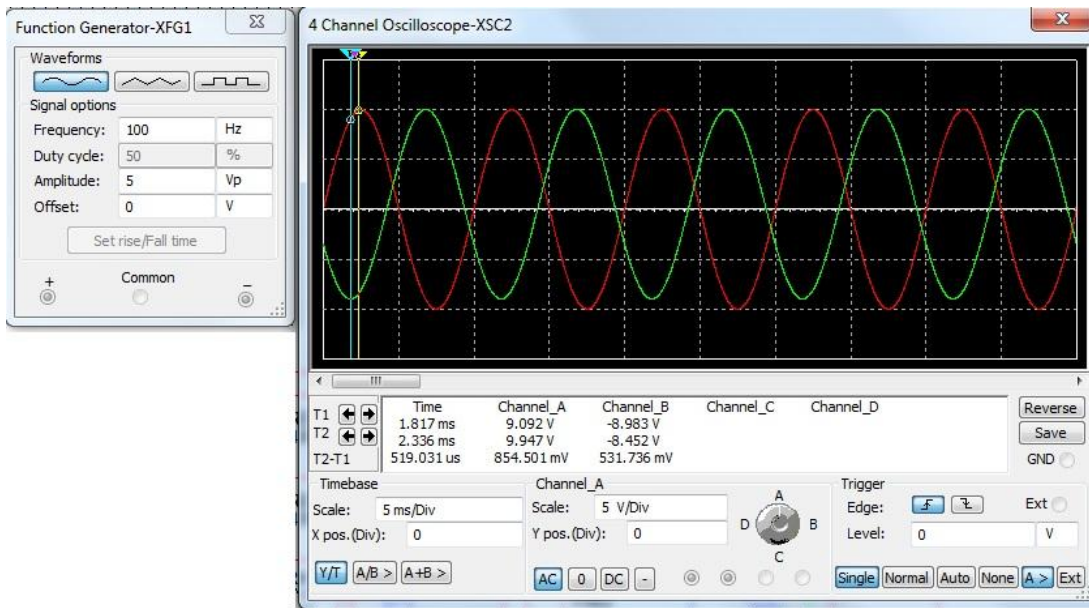 Function Generator-XFG1
Waveforms
Signal options
Frequency: 100 Hz
Duty cycle: 50 %
Amplitude: 5 Vp
Offset: 0 V
Set rise/Fall time
+ Common -
4 Channel Oscilloscope-XSC2
Time Channel_A Channel_B Channel_C Channel_D
T1 1.817 ms 9.092 V -8.983 V
T2 2.336 ms 9.947 V -8.452 V
T2-T1 519.031 us 854.501 mV 531.736 mV
Reverse
Save
GND
Timebase
Scale: 5 ms/Div
X pos.(Div): 0
Y/T A/B > A+B >
Channel_A
Scale: 5 V/Div
Y pos.(Div): 0
AC 0 DC -
A
D B
C
Trigger
Edge: Ext
Level: 0 V
Single Normal Auto None A > Ext